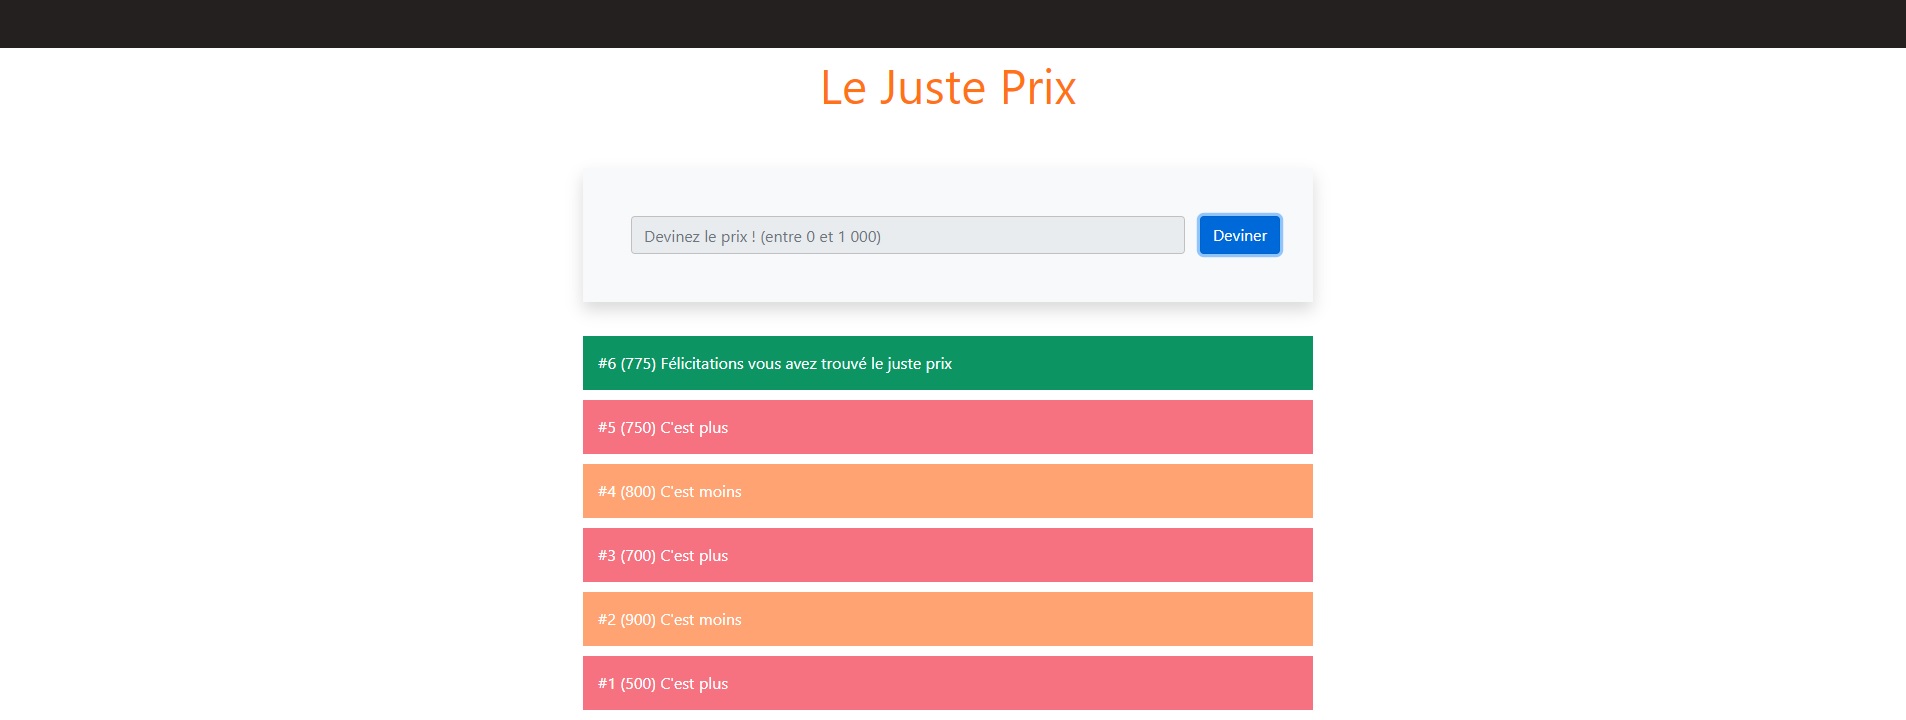 Le Juste Prix
Devinez le prix ! (entre 0 et 1 000)
Deviner
#6 (775) Félicitations vous avez trouvé le juste prix
#5 (750) C'est plus
#4 (800) C'est moins
#3 (700) C'est plus
#2 (900) C'est moins
#1 (500) C'est plus